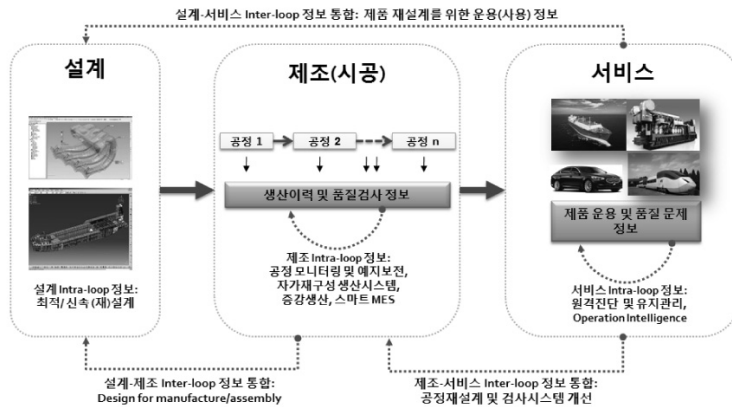 설계-서비스 Inter-loop 정보 통합: 제품 재설계를 위한 운용(사용) 정보
설계
제조(시공)
서비스
공정 1
공정 2
공정 n
생산이력 및 품질검사 정보
제품 운용 및 품질 문제
정보
설계 Intra-loop 정보:
최적/신속 (재)설계
제조 Intra-loop 정보:
공정 모니터링 및 예지보전,
자가재구성 생산시스템,
증강생산, 스마트 MES
서비스 Intra-loop 정보:
원격진단 및 유지관리,
Operation Intelligence
설계-제조 Inter-loop 정보 통합:
Design for manufacture/assembly
제조-서비스 Inter-loop 정보 통합:
공정재설계 및 검사시스템 개선